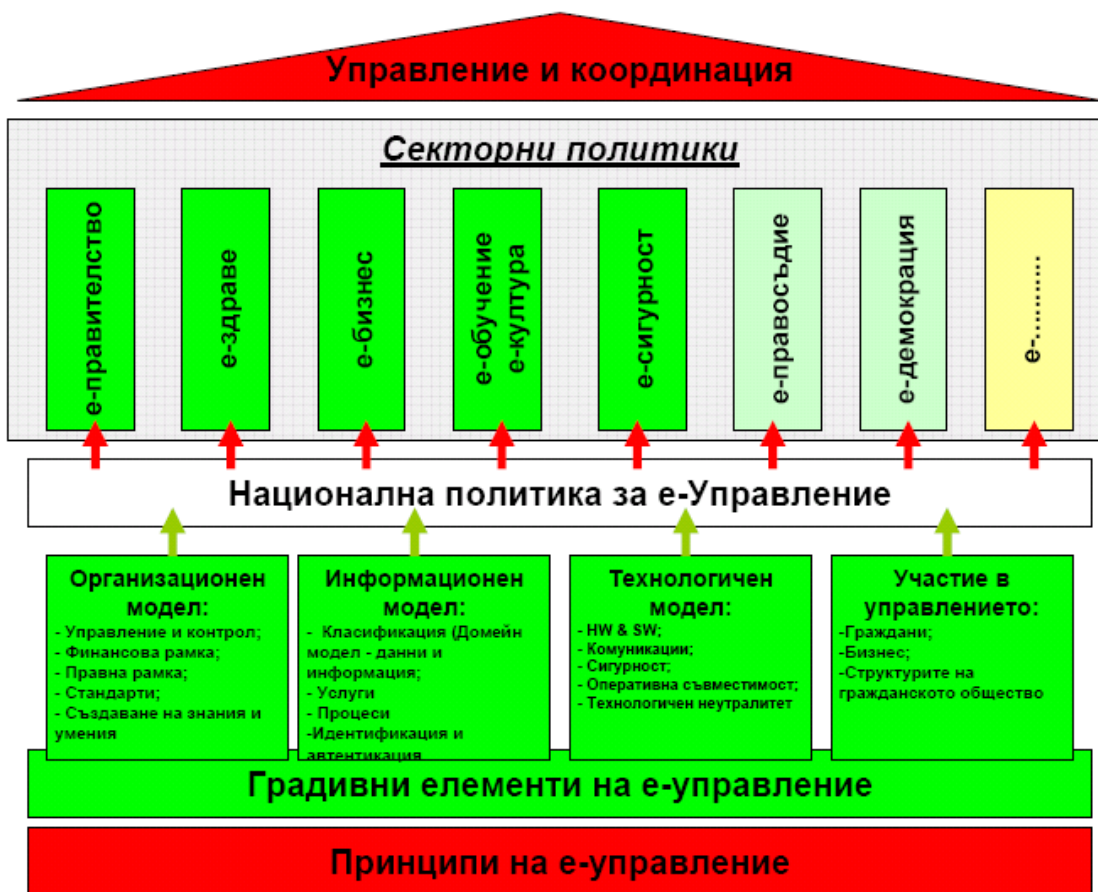 Управление и координация
Секторни политики
е-правителство
е-здраве
е-бизнес
е-обучение
е-култура
е-сигурност
е-правосъдие
е-демокрация
е-...........
Национална политика за е-Управление
Организационен
модел:
- Управление и контрол;
- Финансова рамка;
- Правна рамка;
- Стандарти;
- Създаване на знания и
умения
Информационен
модел:
- Класификация (Домейн
модел - данни и
информация;
- Услуги
- Процеси
-Идентификация и
автентикация
Технологичен
модел:
- HW & SW;
- Комуникации;
- Сигурност;
- Оперативна съвместимост;
- Технологичен неутралитет
Участие в
управлението:
-Граждани;
-Бизнес;
-Структурите на
гражданското общество
Градивни елементи на е-управление
Принципи на е-управление